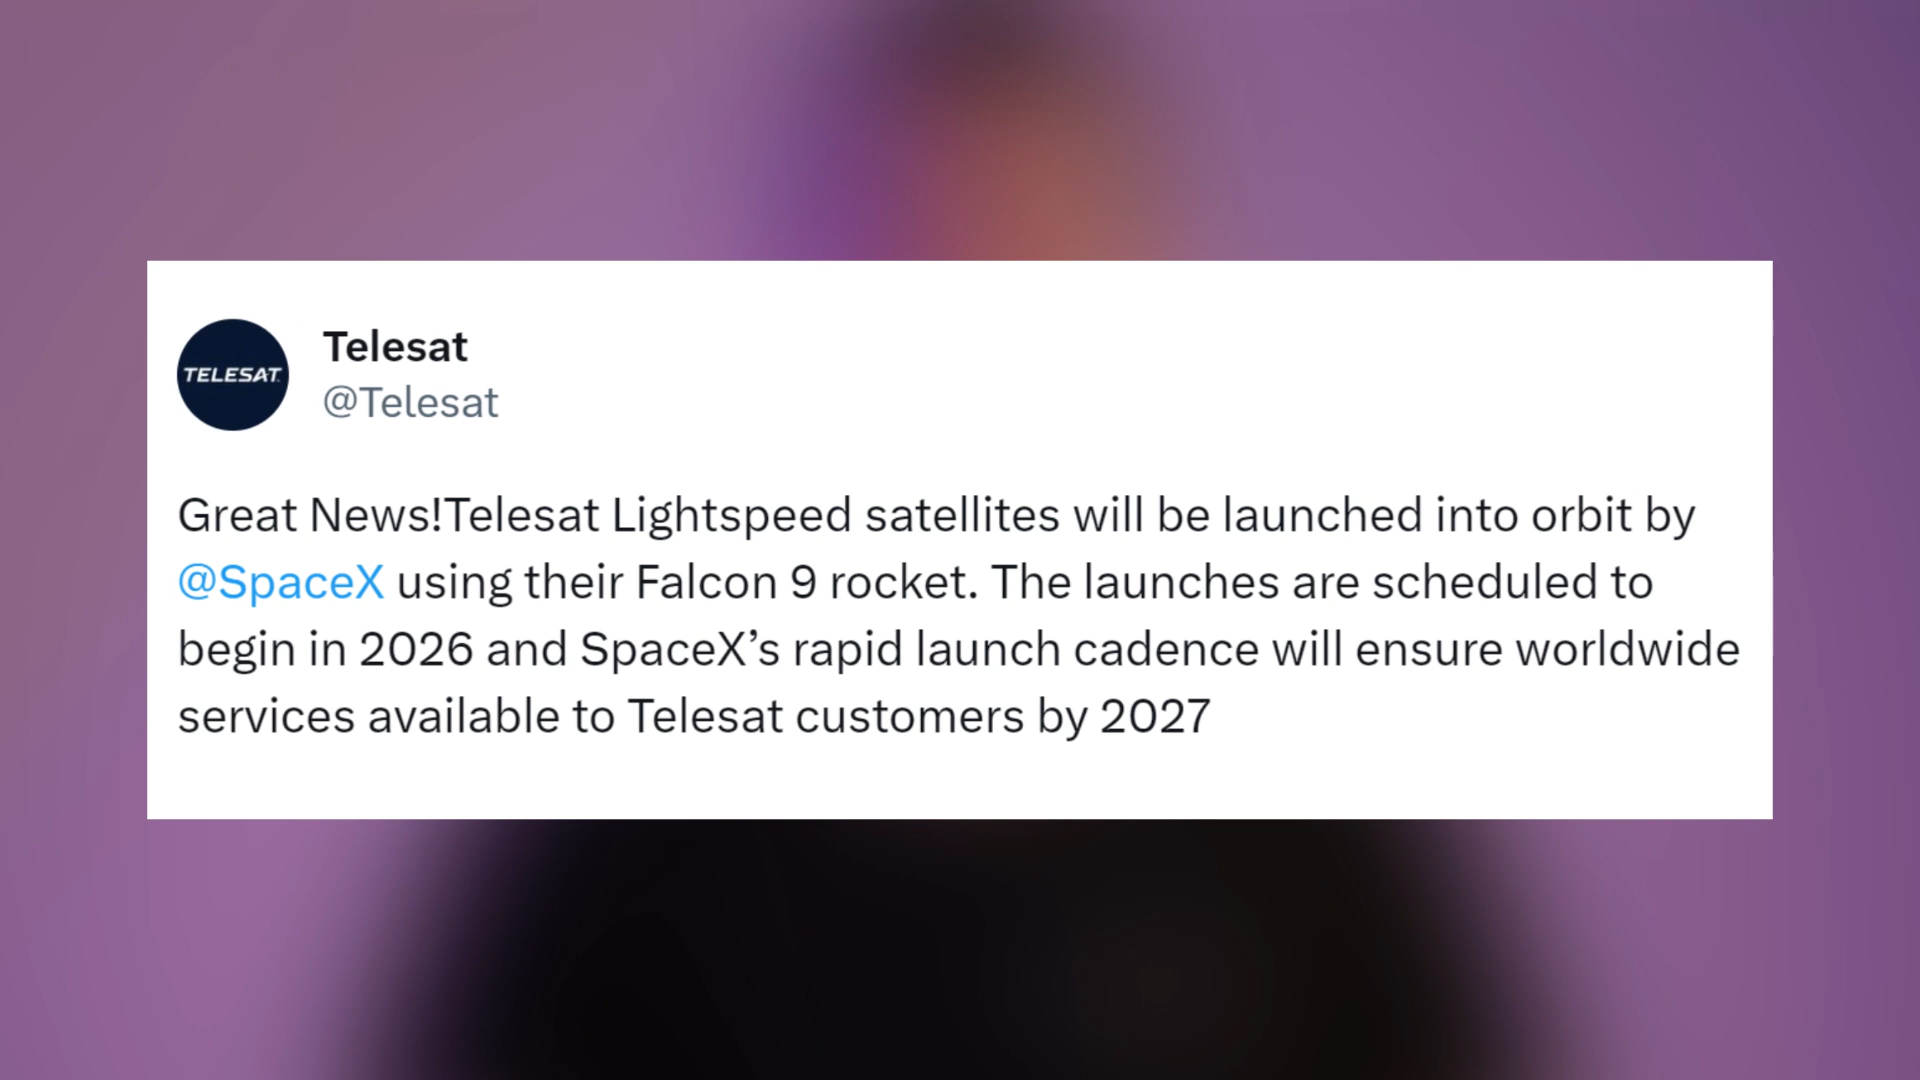 TELESAT
Telesat
@Telesat
Great News!Telesat Lightspeed satellites will be launched into orbit by
@SpaceX using their Falcon 9 rocket. The launches are scheduled to
begin in 2026 and SpaceX’s rapid launch cadence will ensure worldwide
services available to Telesat customers by 2027